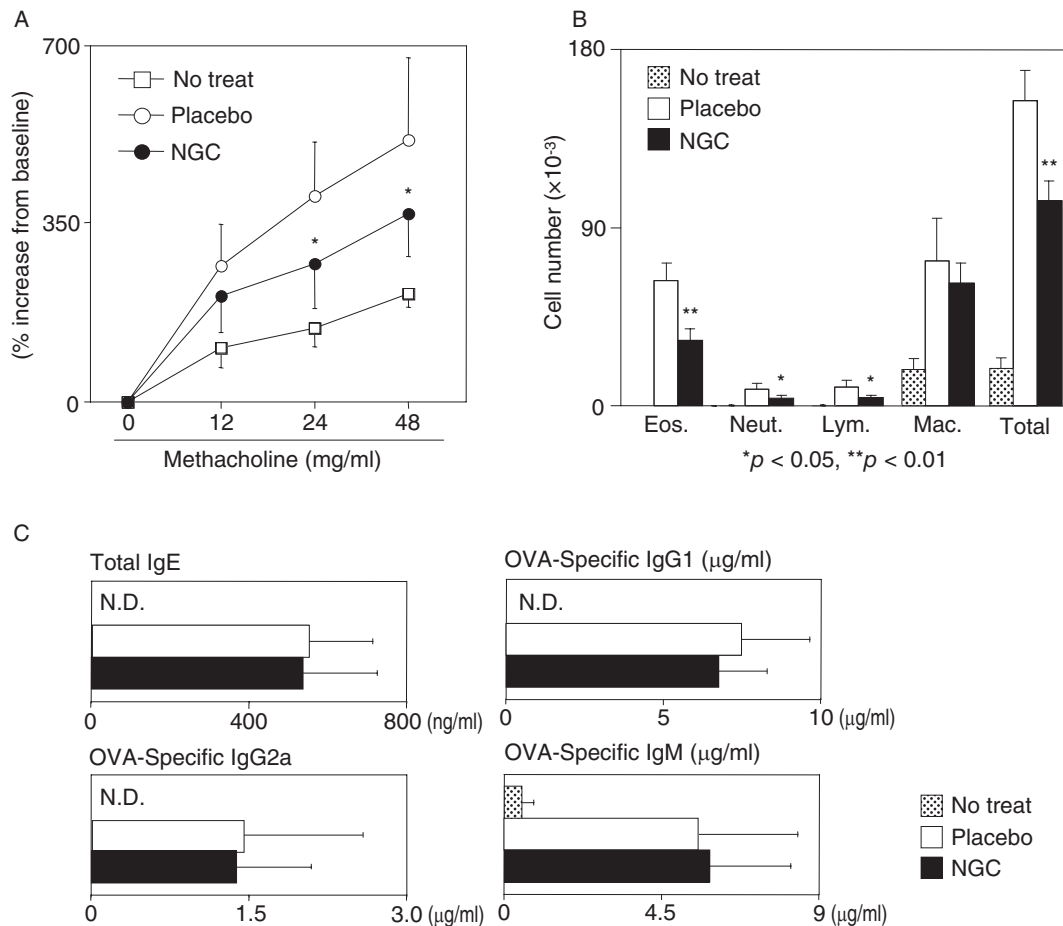 A
700
350
0
(% increase from baseline)
No treat
Placebo
NGC
*
*
0 12 24 48
Methacholine (mg/ml)
B
180
90
0
Cell number (×10⁻³)
No treat
Placebo
NGC
**
*
*
**
Eos. Neut. Lym. Mac. Total
*p < 0.05, **p < 0.01
C
Total IgE
N.D.
0 400 800 (ng/ml)
OVA-Specific IgG1 (μg/ml)
N.D.
0 5 10 (μg/ml)
OVA-Specific IgG2a
N.D.
0 1.5 3.0 (μg/ml)
OVA-Specific IgM (μg/ml)
0 4.5 9 (μg/ml)
No treat
Placebo
NGC